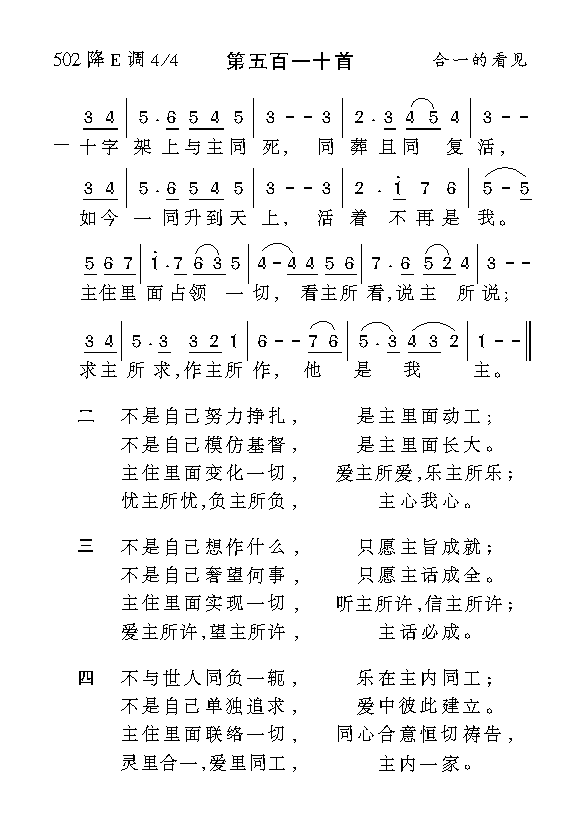 502 降 E 调 4/4 第五百一十首 合一的看见
3 4 | 5 . 6 5 4 5 | 3 - - 3 | 2 . 3 4 5 4 | 3 - -
一 十字 架 上与主同 死, 同 葬且同 复 活,
3 4 | 5 . 6 5 4 5 | 3 - - 3 | 2 . i 7 6 | 5 - 5
如今 一 同升到天 上, 活 着 不再是 我。
5 6 7 | i . 7 6 3 5 | 4 - 4 4 5 6 | 7 . 6 5 2 4 | 3 - -
主住里 面占领 一 切, 看主所 看,说主 所 说;
3 4 | 5 . 3 3 2 1 | 6 - - 7 6 | 5 . 3 4 3 2 | 1 - -
求主 所 求,作主所 作, 他 是 我 主。
二 不是自己努力挣扎, 是主里面动工;
不是自己模仿基督, 是主里面长大。
主住里面变化一切, 爱主所爱,乐主所乐;
忧主所忧,负主所负, 主心我心。
三 不是自己想作什么, 只愿主旨成就;
不是自己奢望何事, 只愿主话成全。
主住里面实现一切, 听主所许,信主所许;
爱主所许,望主所许, 主话必成。
四 不与世人同负一轭, 乐在主内同工;
不是自己单独追求, 爱中彼此建立。
主住里面联络一切, 同心合意恒切祷告,
灵里合一,爱里同工, 主内一家。